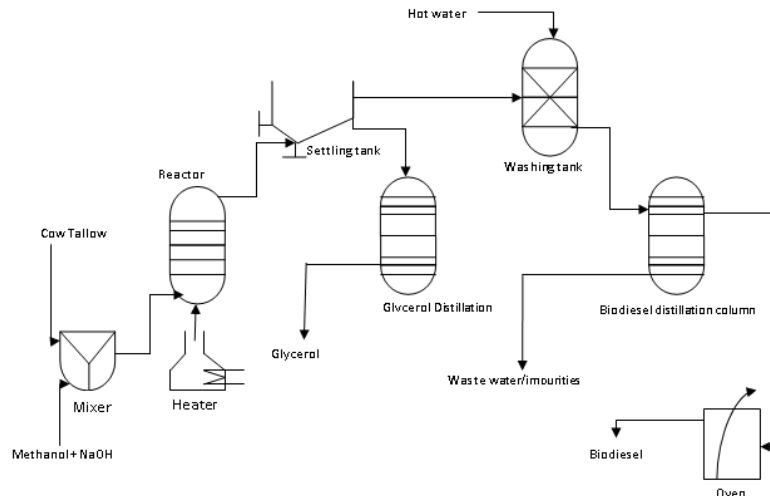 Hot water
Settling tank
Washing tank
Reactor
Cow Tallow
Glycerol Distillation
Biodiesel distillation column
Glycerol
Mixer
Heater
Waste water/impurities
Methanol+ NaOH
Biodiesel
Oven